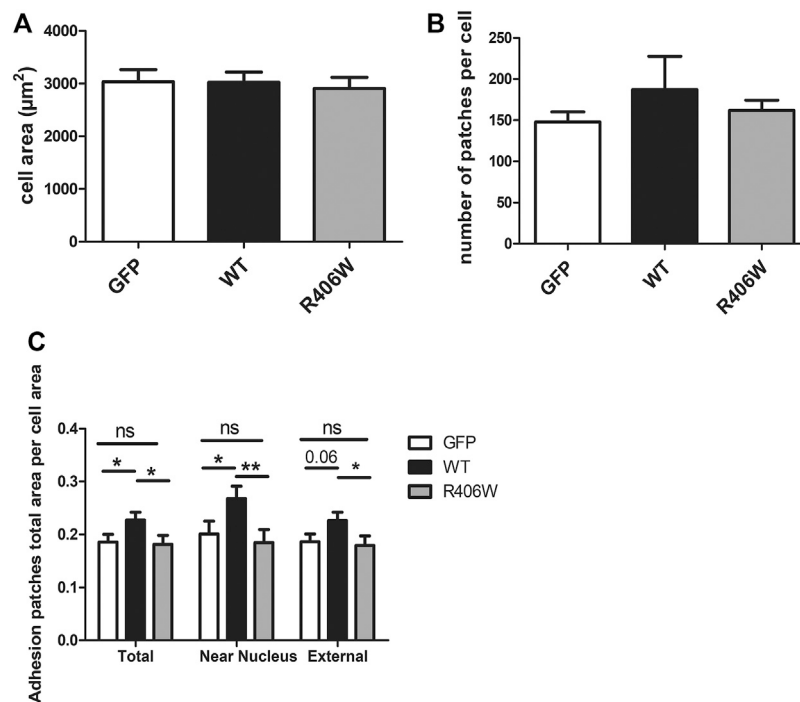 A
cell area (µm²)
4000
3000
2000
1000
0
GFP
WT
R406W
B
number of patches per cell
250
200
150
100
50
0
GFP
WT
R406W
C
Adhesion patches total area per cell area
0.4
0.3
0.2
0.1
0.0
ns
* *
ns
* **
ns
0.06 *
Total
Near Nucleus
External
GFP
WT
R406W